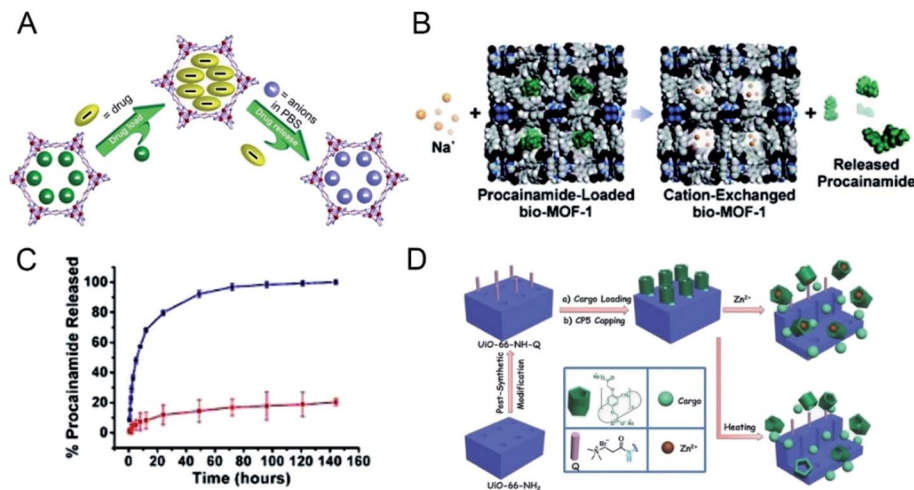 A
= drug
Drug load
= anions
in PBS
Drug release
B
Na⁺
+
Procainamide-Loaded
bio-MOF-1
Cation-Exchanged
bio-MOF-1
+
Released
Procainamide
C
% Procainamide Released
100
80
60
40
20
0
0 20 40 60 80 100 120 140 160
Time (hours)
D
UiO-66-NH-Q
a) Cargo Loading
b) CP5 Capping
Zn²⁺
Post-Synthetic
Modification
Cargo
Q
Br⁻
Zn²⁺
Heating
UiO-66-NH₂